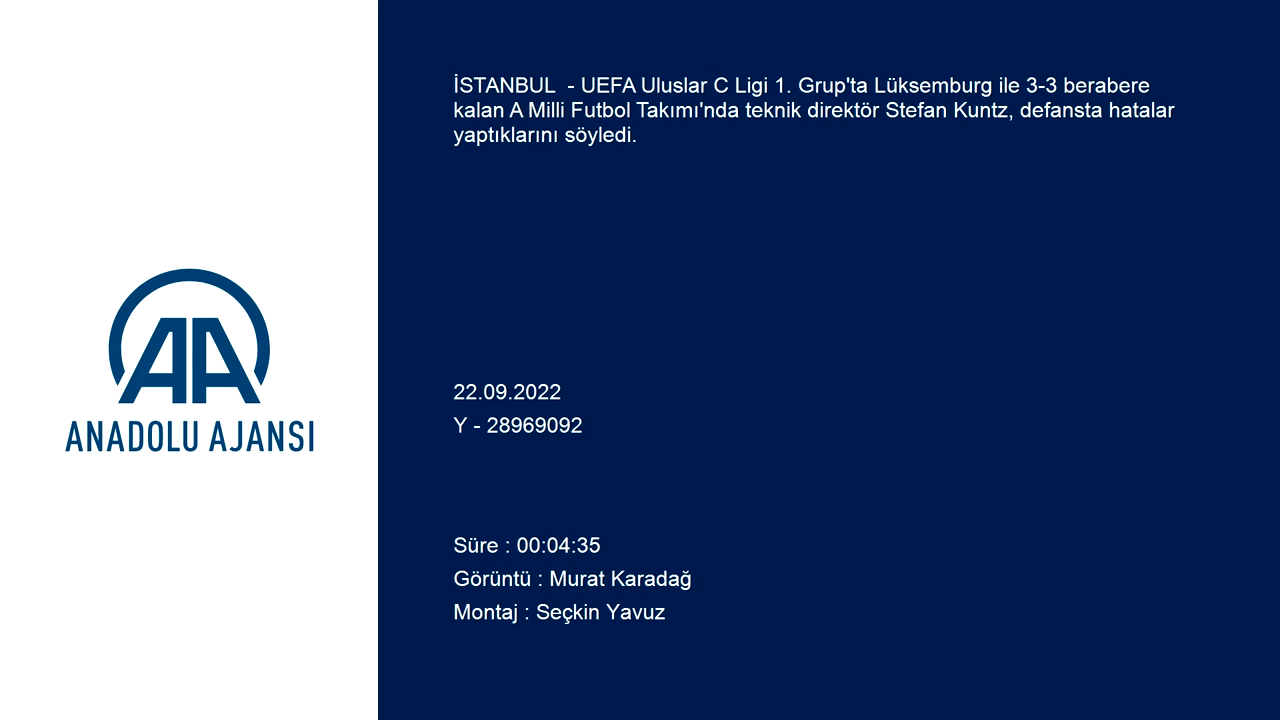 İSTANBUL  - UEFA Uluslar C Ligi 1. Grup'ta Lüksemburg ile 3-3 berabere
kalan A Milli Futbol Takımı'nda teknik direktör Stefan Kuntz, defansta hatalar
yaptıklarını söyledi.
AA
ANADOLU AJANSI
22.09.2022
Y - 28969092
Süre : 00:04:35
Görüntü : Murat Karadağ
Montaj : Seçkin Yavuz